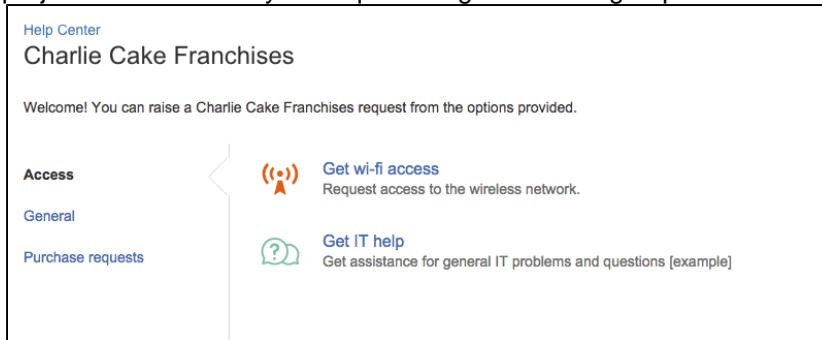 Help Center
Charlie Cake Franchises
Welcome! You can raise a Charlie Cake Franchises request from the options provided.
Access
General
Purchase requests
Get wi-fi access
Request access to the wireless network.
Get IT help
Get assistance for general IT problems and questions [example]